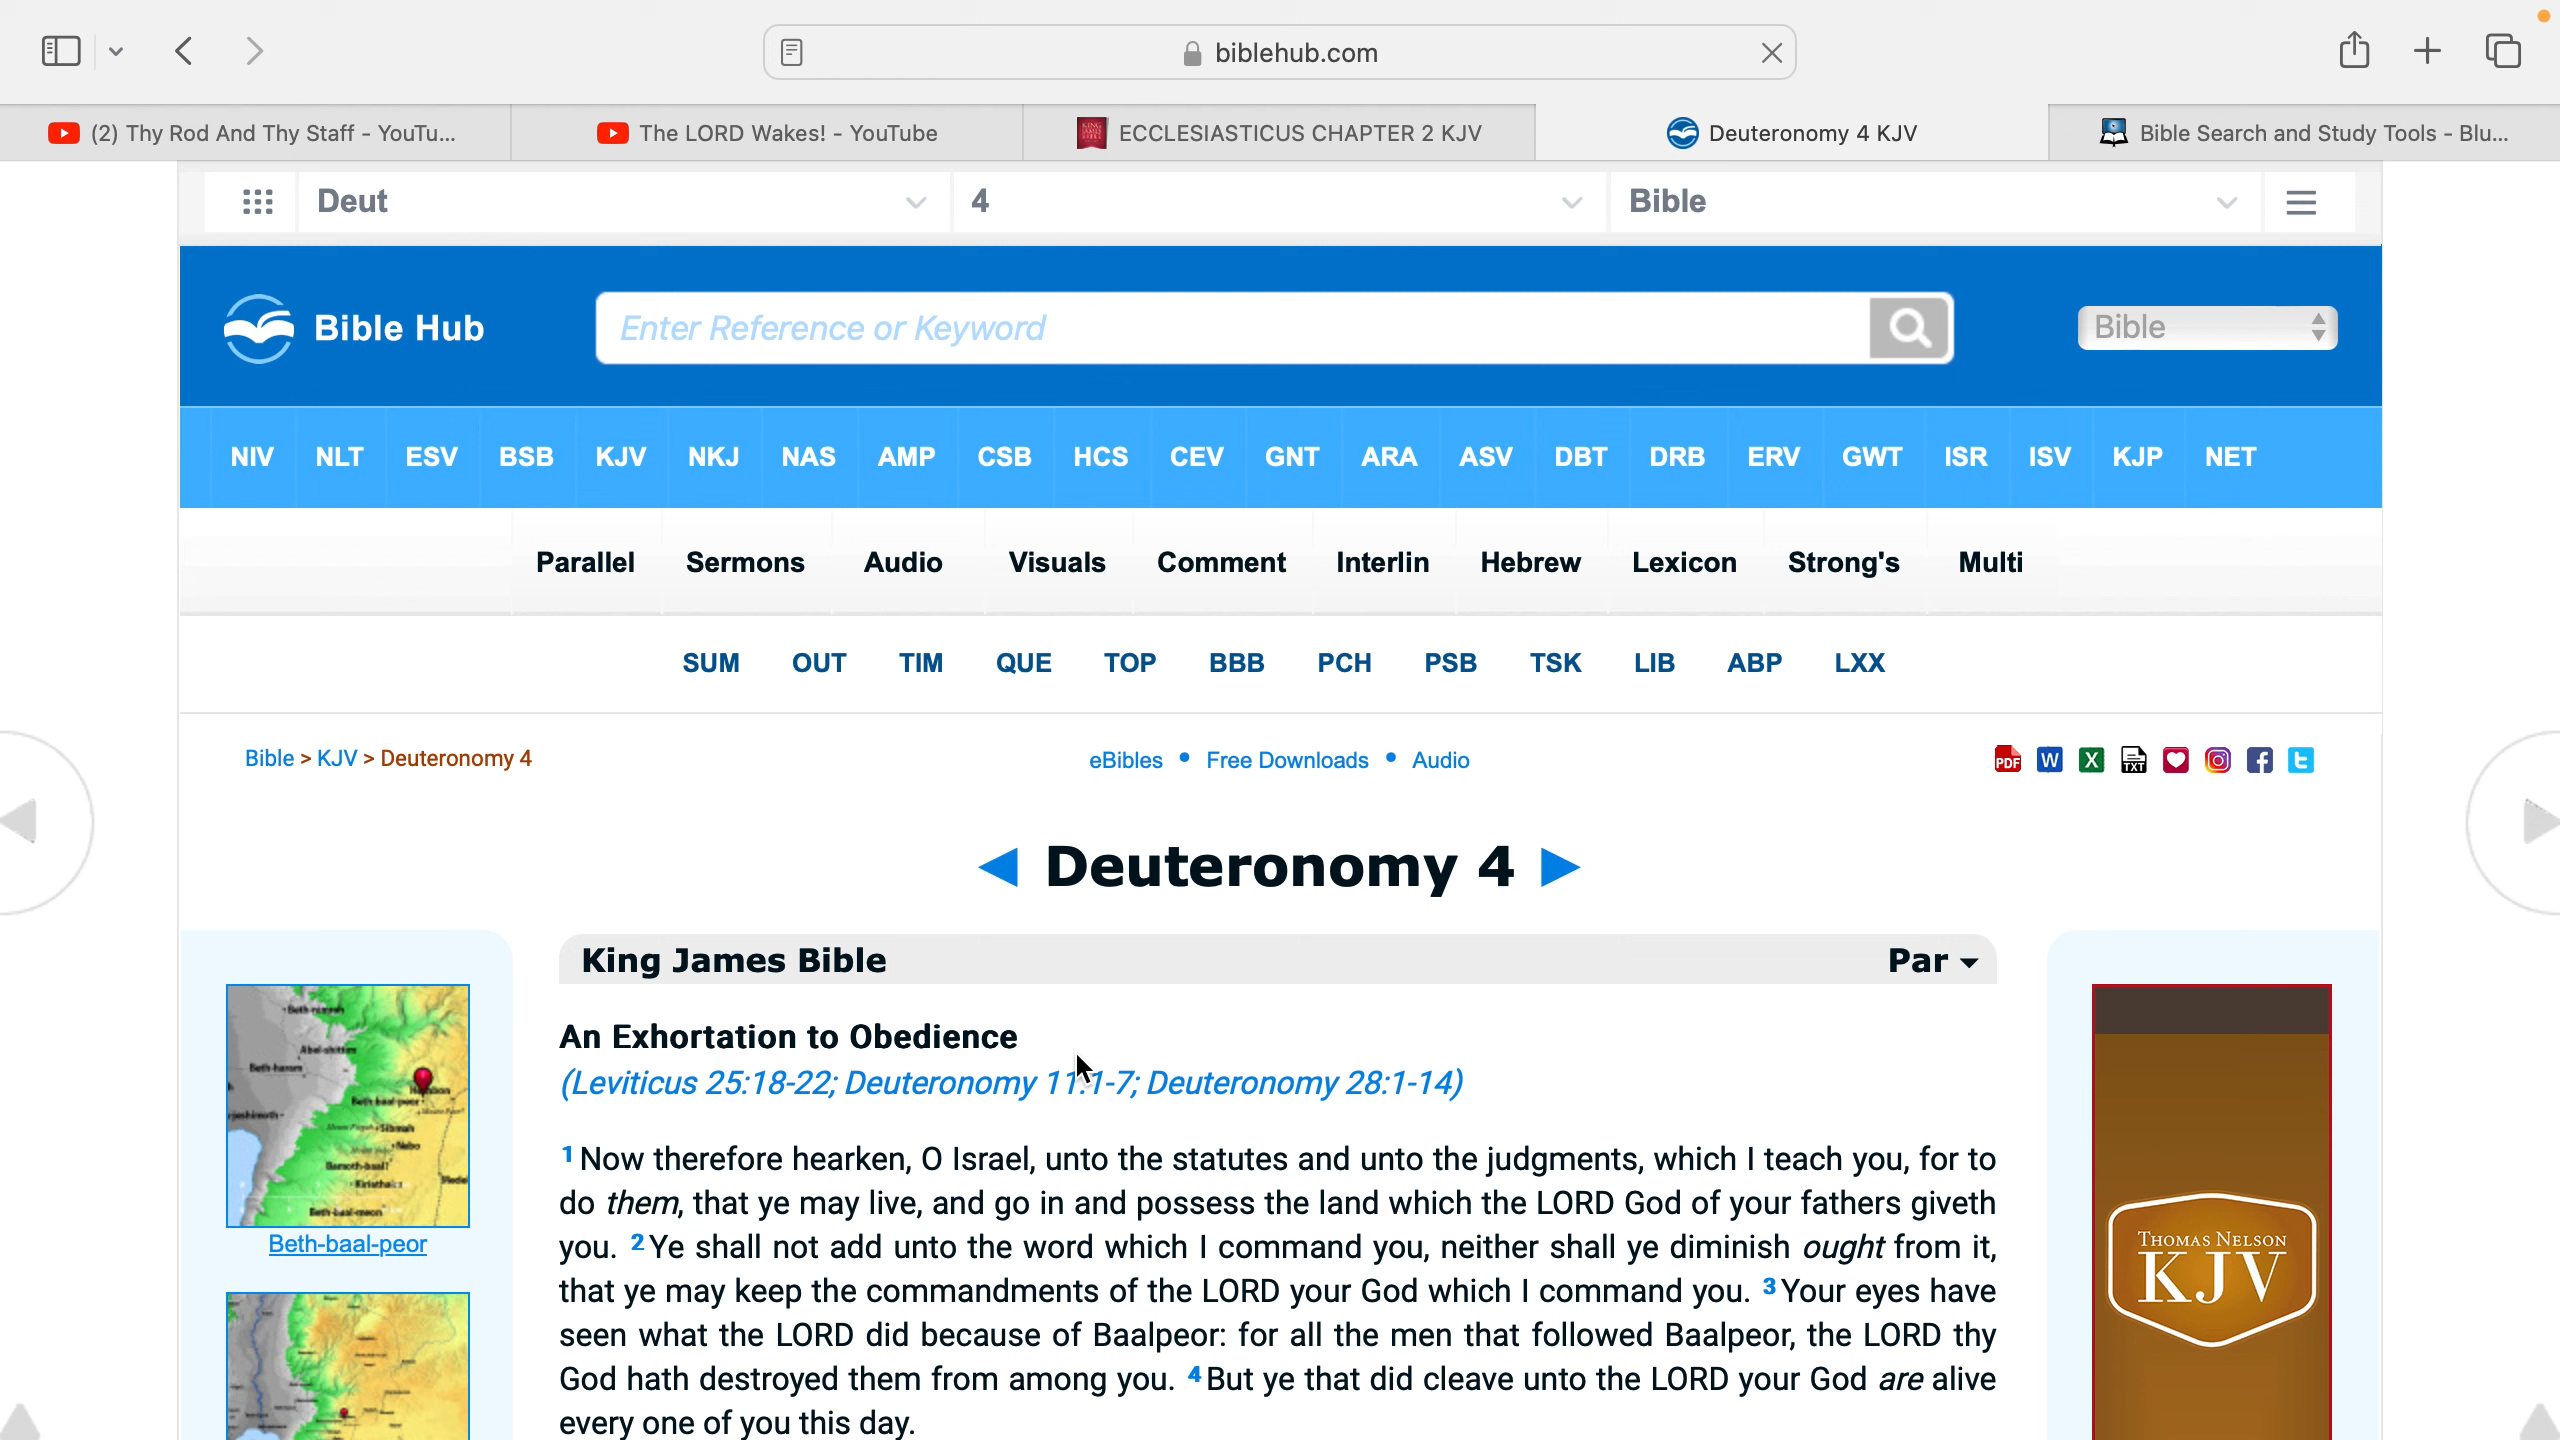 biblehub.com
(2) Thy Rod And Thy Staff - YouTu...
The LORD Wakes! - YouTube
ECCLESIASTICUS CHAPTER 2 KJV
Deuteronomy 4 KJV
Bible Search and Study Tools - Blu...
Deut
4
Bible
Bible Hub
Enter Reference or Keyword
Bible
NIV NLT ESV BSB KJV NKJ NAS AMP CSB HCS CEV GNT ARA ASV DBT DRB ERV GWT ISR ISV KJP NET
Parallel Sermons Audio Visuals Comment Interlin Hebrew Lexicon Strong's Multi
SUM OUT TIM QUE TOP BBB PCH PSB TSK LIB ABP LXX
Bible > KJV > Deuteronomy 4
eBibles • Free Downloads • Audio
PDF W X TXT
◄ Deuteronomy 4 ►
King James Bible Par
An Exhortation to Obedience
(Leviticus 25:18-22; Deuteronomy 11:1-7; Deuteronomy 28:1-14)
1 Now therefore hearken, O Israel, unto the statutes and unto the judgments, which I teach you, for to
do them, that ye may live, and go in and possess the land which the LORD God of your fathers giveth
you. 2 Ye shall not add unto the word which I command you, neither shall ye diminish ought from it,
that ye may keep the commandments of the LORD your God which I command you. 3 Your eyes have
seen what the LORD did because of Baalpeor: for all the men that followed Baalpeor, the LORD thy
God hath destroyed them from among you. 4 But ye that did cleave unto the LORD your God are alive
every one of you this day.
Beth-baal-peor
THOMAS NELSON
KJV